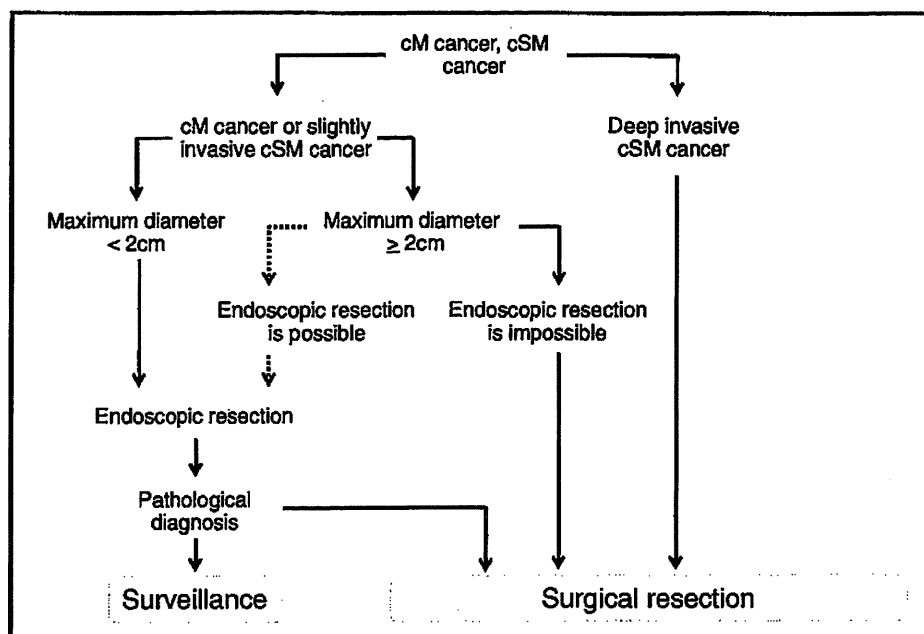 cM cancer, cSM
cancer
cM cancer or slightly
invasive cSM cancer
Deep invasive
cSM cancer
Maximum diameter
< 2cm
Maximum diameter
≥ 2cm
Endoscopic resection
is possible
Endoscopic resection
is impossible
Endoscopic resection
Pathological
diagnosis
Surveillance
Surgical resection